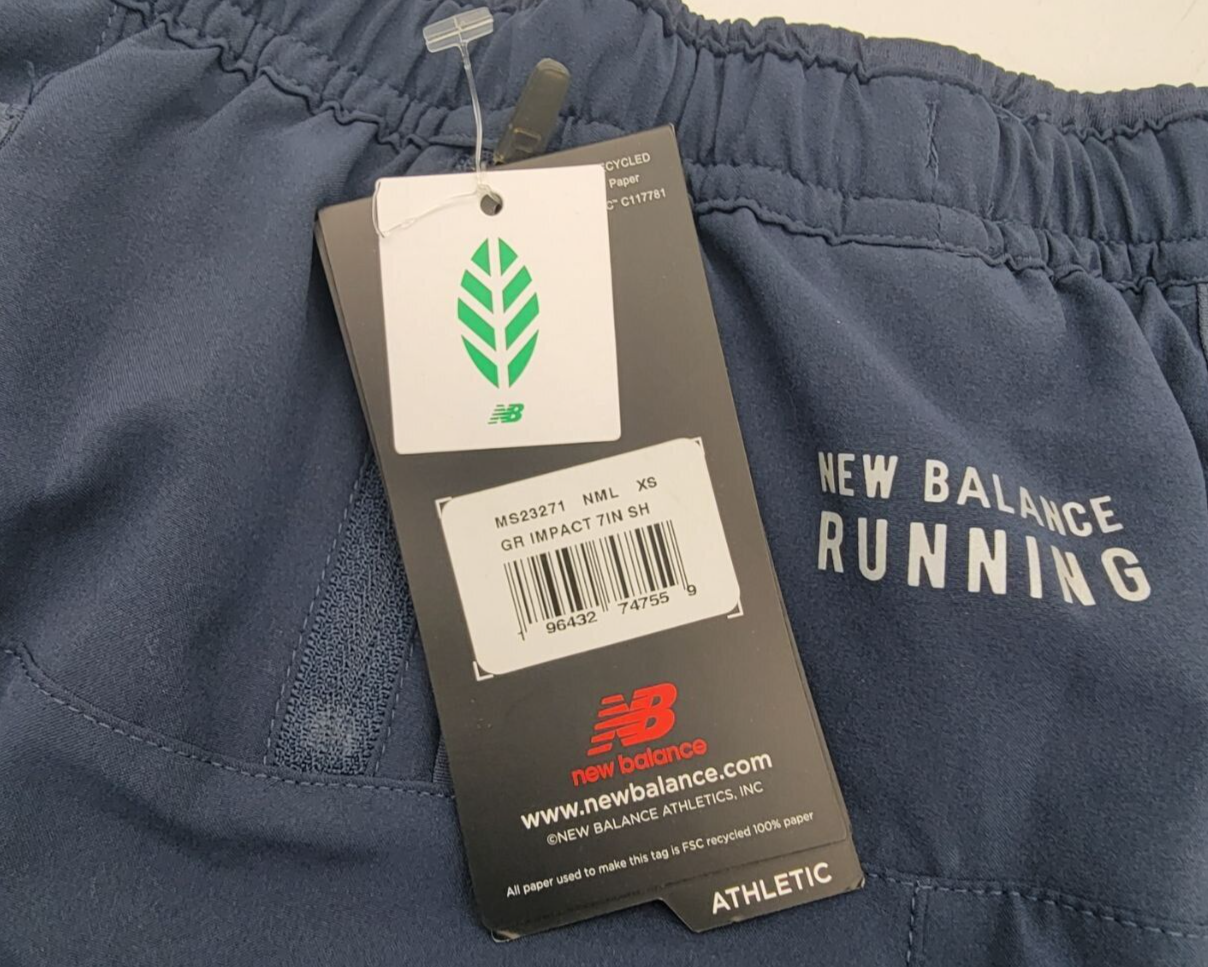 Paper
C117781
NB
MS23271 NML XS
GR IMPACT 7IN SH
1 96432 74755 9
NB
new balance
www.newbalance.com
©NEW BALANCE ATHLETICS, INC
All paper used to make this tag is FSC recycled 100% paper
ATHLETIC
NEW BALANCE
RUNNING